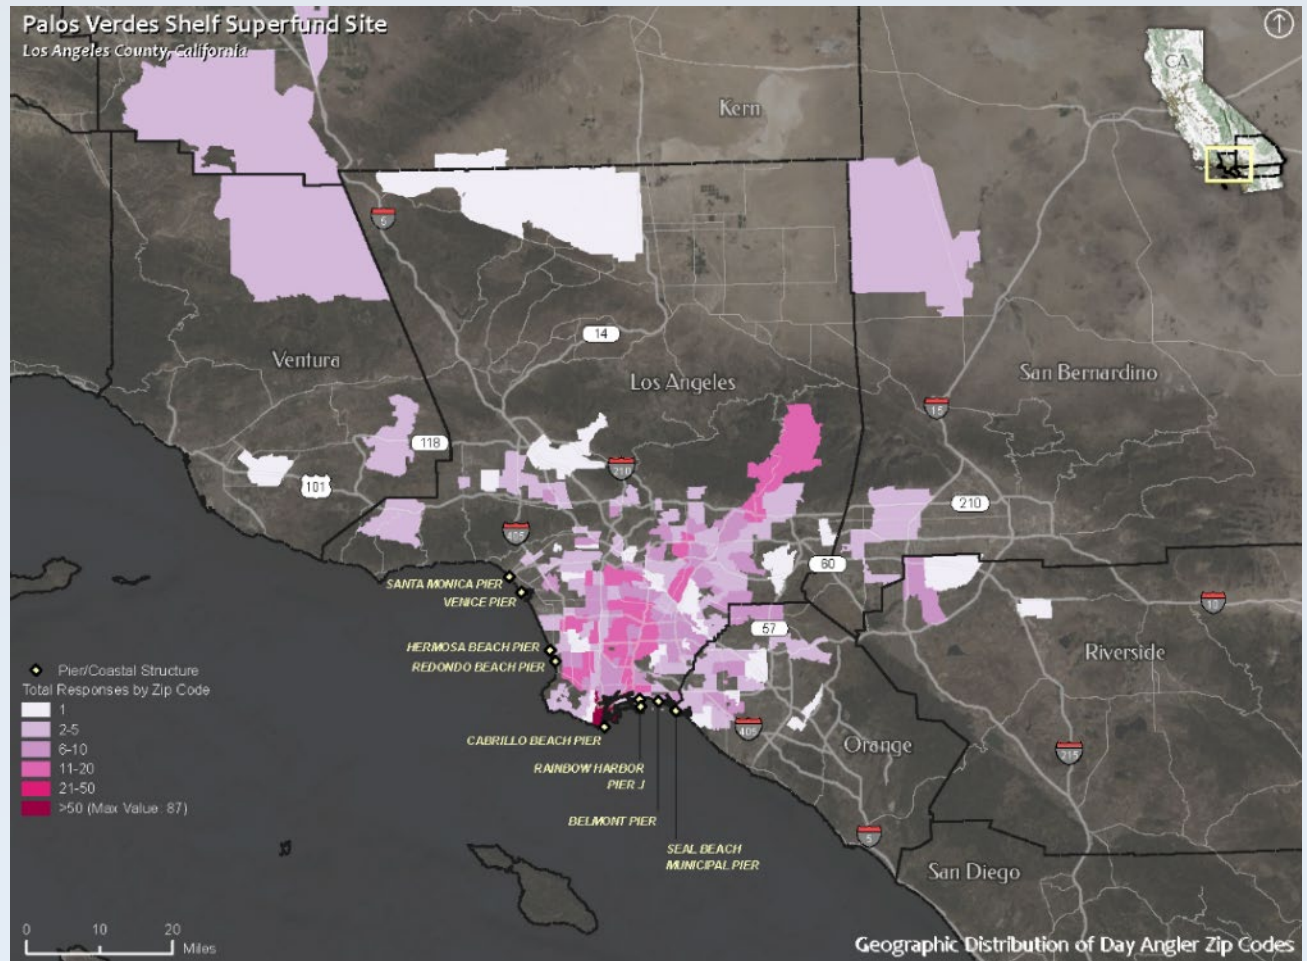 Palos Verdes Shelf Superfund Site
Los Angeles County, California
CA
Kern
5
14
Ventura
Los Angeles
San Bernardino
15
118
101
210
210
405
60
SANTA MONICA PIER
VENICE PIER
57
10
HERMOSA BEACH PIER
REDONDO BEACH PIER
Riverside
Pier/Coastal Structure
Total Responses by Zip Code
1
2-5
6-10
11-20
21-50
>50 (Max Value: 87)
405
CABRILLO BEACH PIER
Orange
215
RAINBOW HARBOR
PIER J
BELMONT PIER
5
SEAL BEACH
MUNICIPAL PIER
San Diego
0 10 20
Miles
Geographic Distribution of Day Angler Zip Codes